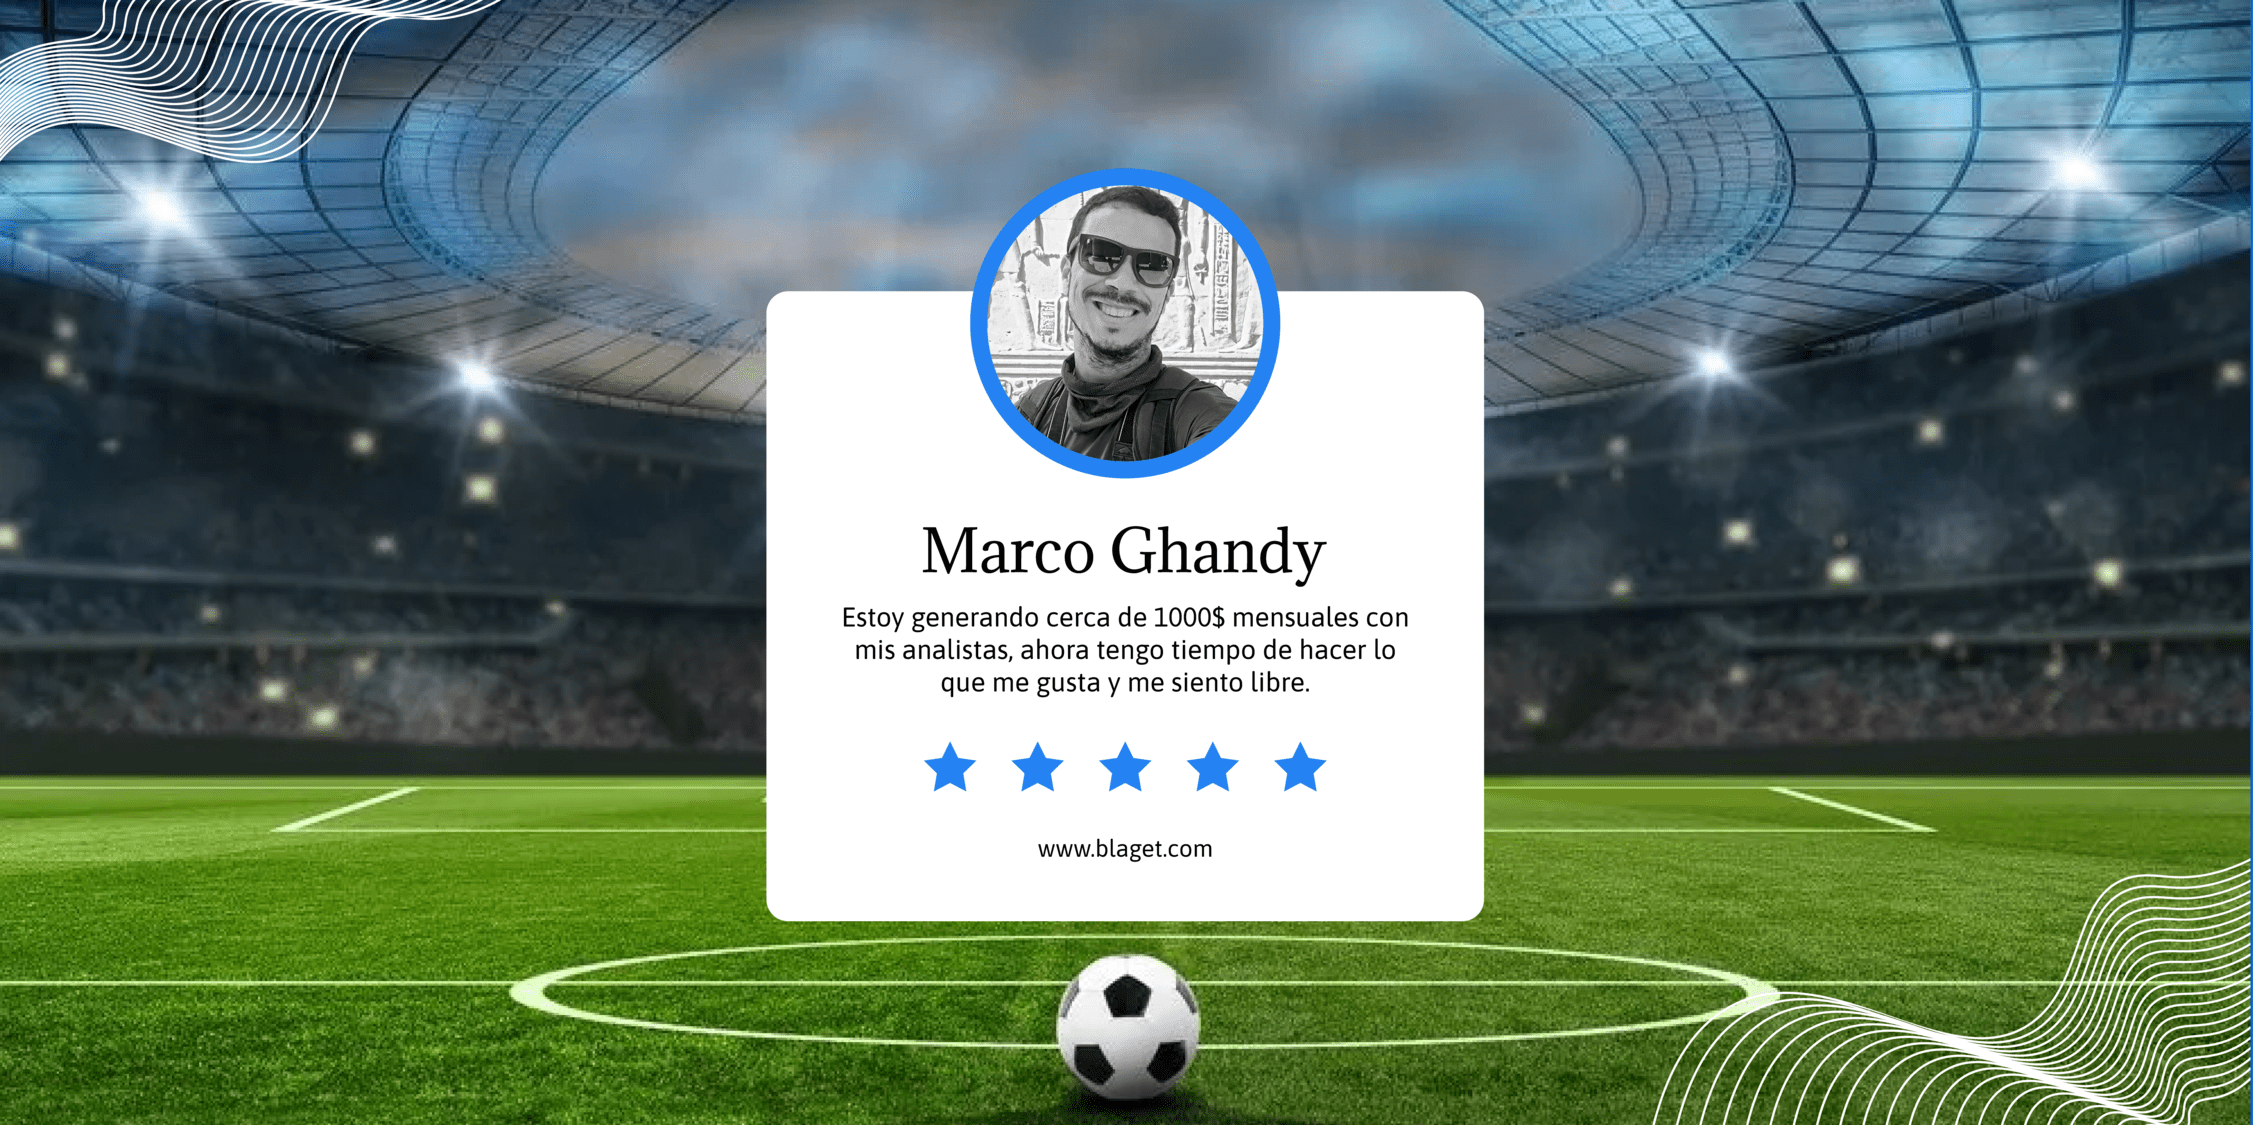 Marco Ghandy
Estoy generando cerca de 1000$ mensuales con
mis analistas, ahora tengo tiempo de hacer lo
que me gusta y me siento libre.
www.blaget.com